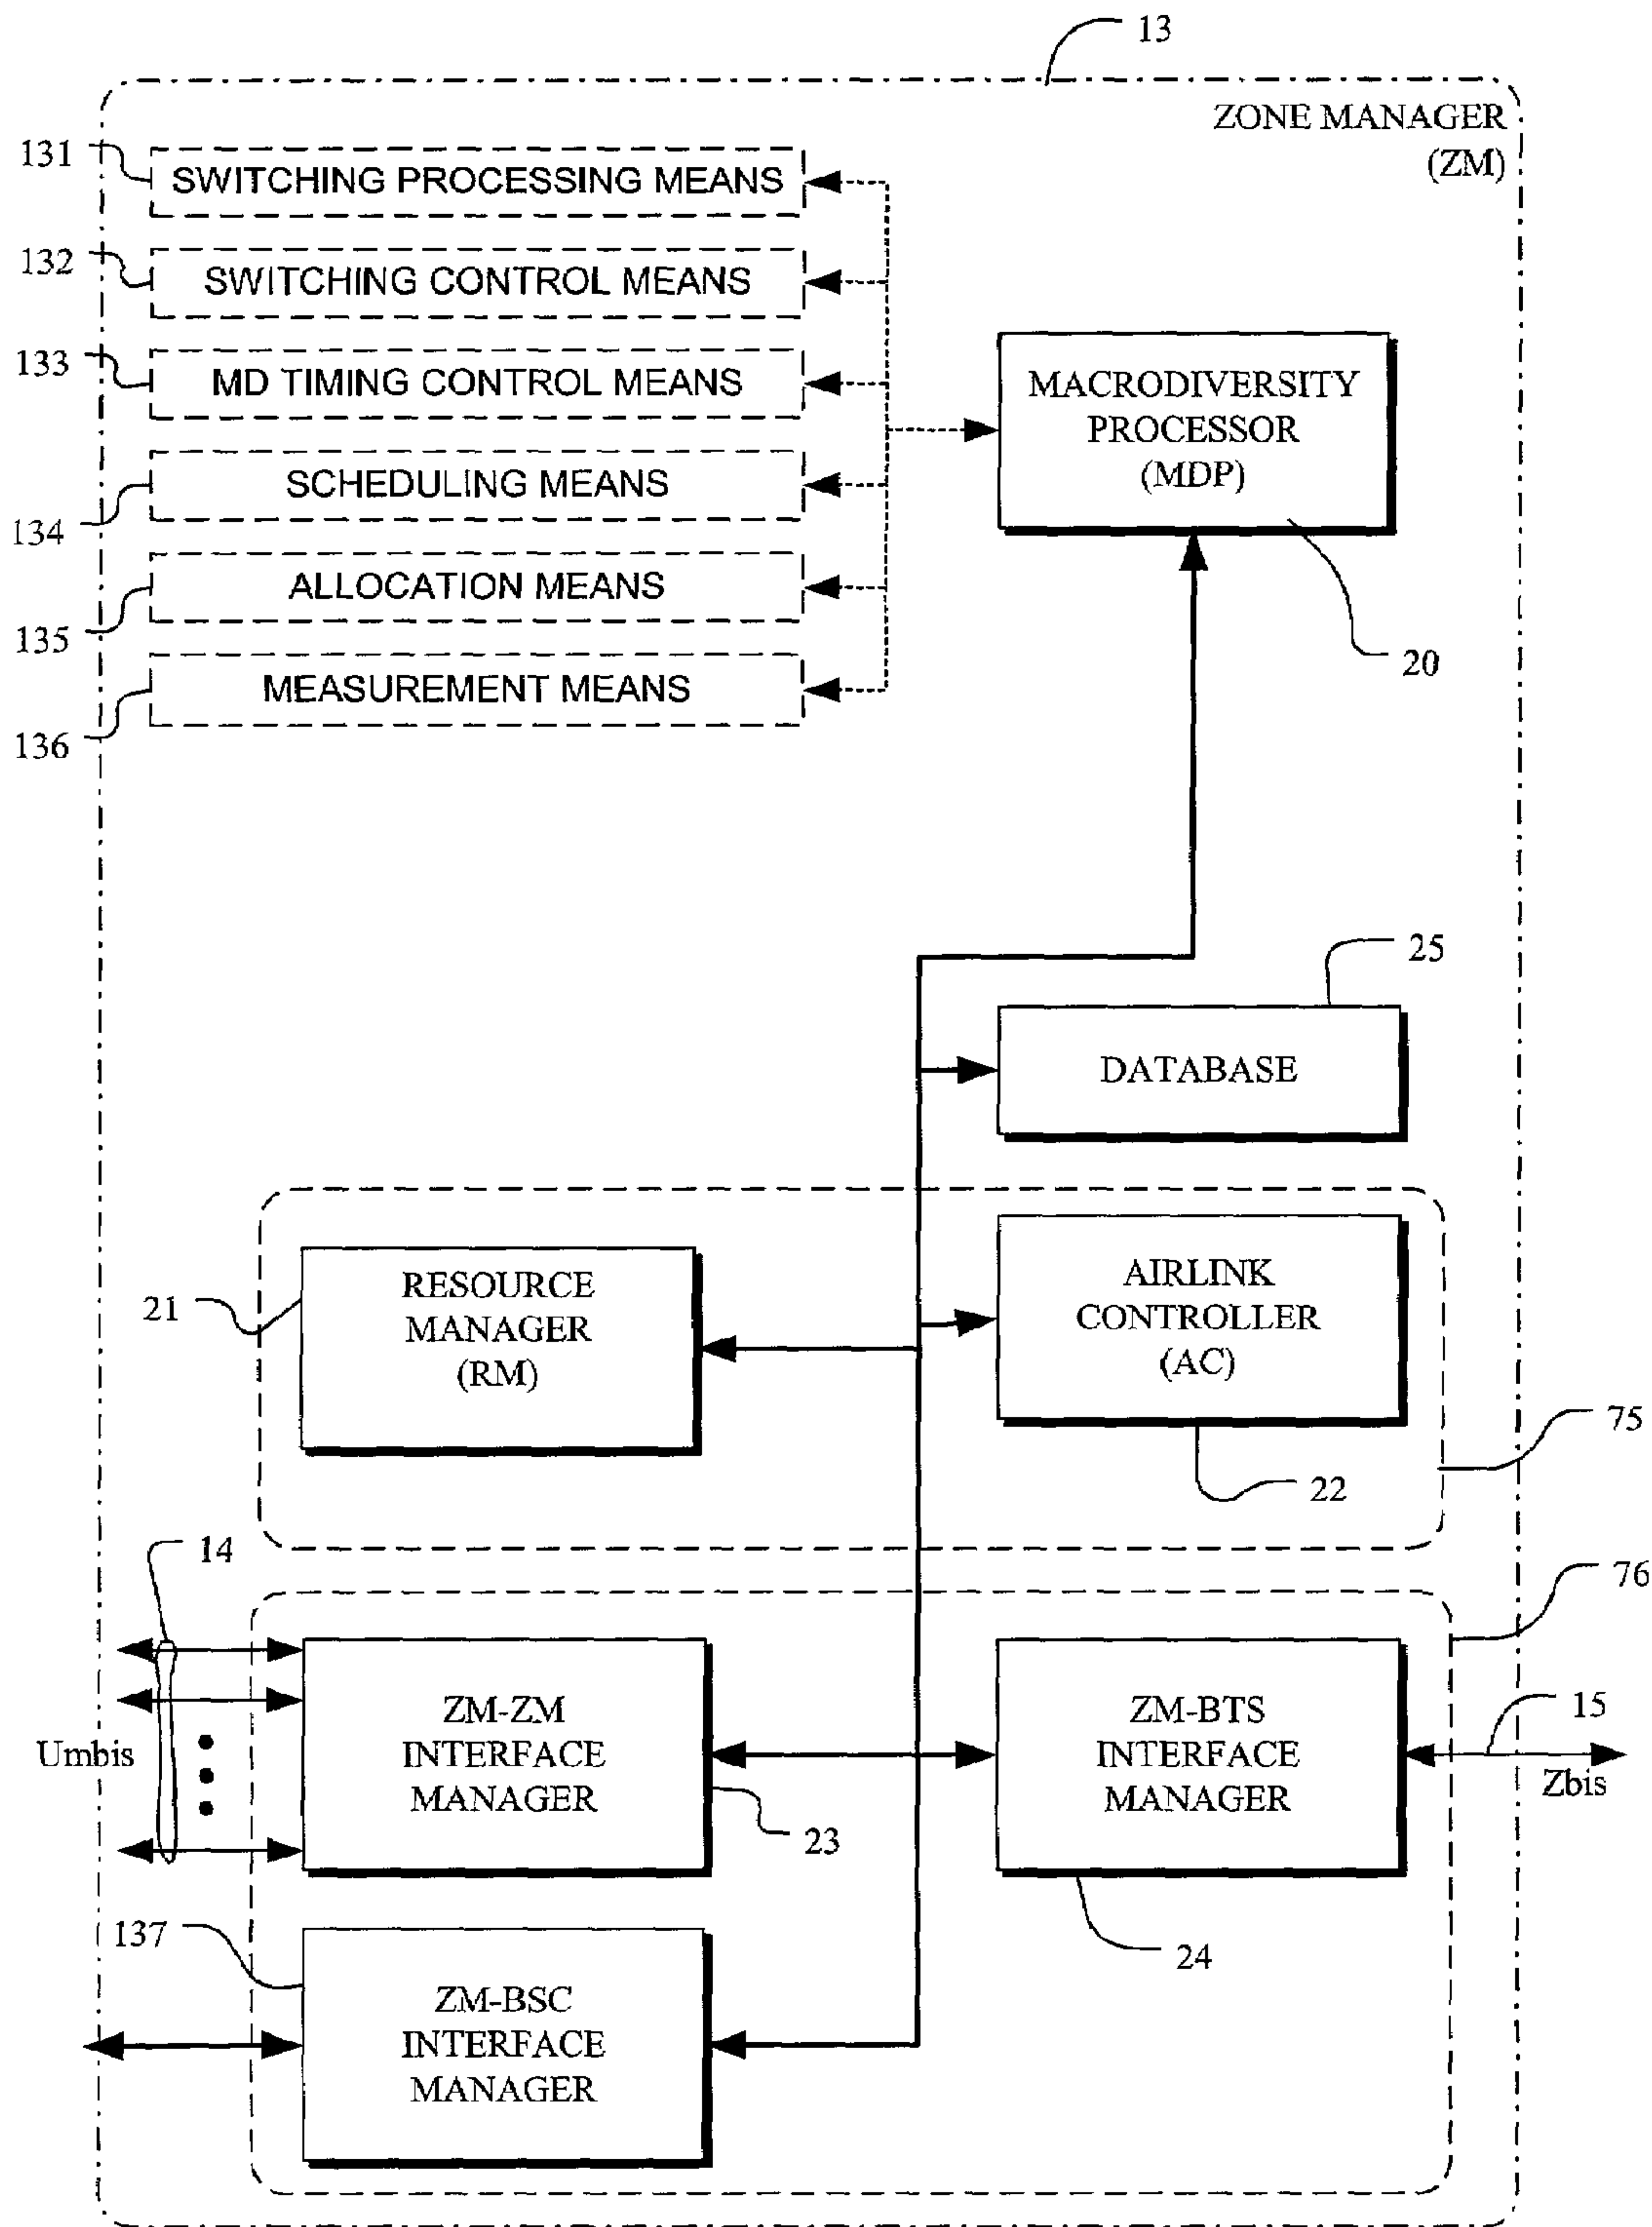 13
ZONE MANAGER
(ZM)
131
SWITCHING PROCESSING MEANS
132
SWITCHING CONTROL MEANS
133
MD TIMING CONTROL MEANS
134
SCHEDULING MEANS
135
ALLOCATION MEANS
136
MEASUREMENT MEANS
MACRODIVERSITY
PROCESSOR
(MDP)
20
25
DATABASE
21
RESOURCE
MANAGER
(RM)
AIRLINK
CONTROLLER
(AC)
22
75
14
76
Umbis
ZM-ZM
INTERFACE
MANAGER
23
ZM-BTS
INTERFACE
MANAGER
15
Zbis
24
137
ZM-BSC
INTERFACE
MANAGER